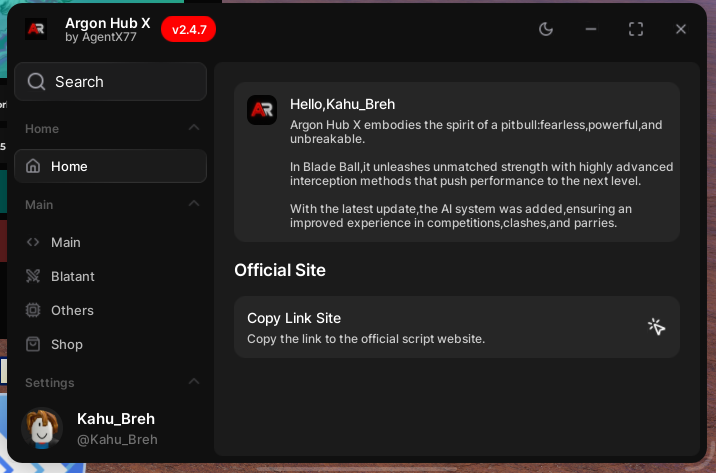 Argon Hub X
by AgentX77
v2.4.7
Search
Home
Home
Main
Main
Blatant
Others
Shop
Settings
Kahu_Breh
@Kahu_Breh
AR
Hello,Kahu_Breh
Argon Hub X embodies the spirit of a pitbull:fearless,powerful,and
unbreakable.
In Blade Ball,it unleashes unmatched strength with highly advanced
interception methods that push performance to the next level.
With the latest update,the AI system was added,ensuring an
improved experience in competitions,clashes,and parries.
Official Site
Copy Link Site
Copy the link to the official script website.